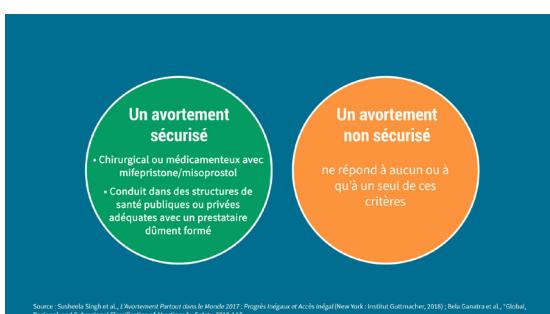 Un avortement
sécurisé
• Chirurgical ou médicamenteux avec
mifepristone/misoprostol
• Conduit dans des structures de
santé publiques ou privées
adéquates avec un prestataire
dûment formé
Un avortement
non sécurisé
ne répond à aucun ou à
qu'à un seul de ces
critères
Source : Susheela Singh et al., L'Avortement Partout dans le Monde 2017 : Progrès Inégaux et Accès Inégal (New York : Institut Gottmacher, 2018) ; Bela Ganatra et al., "Global,